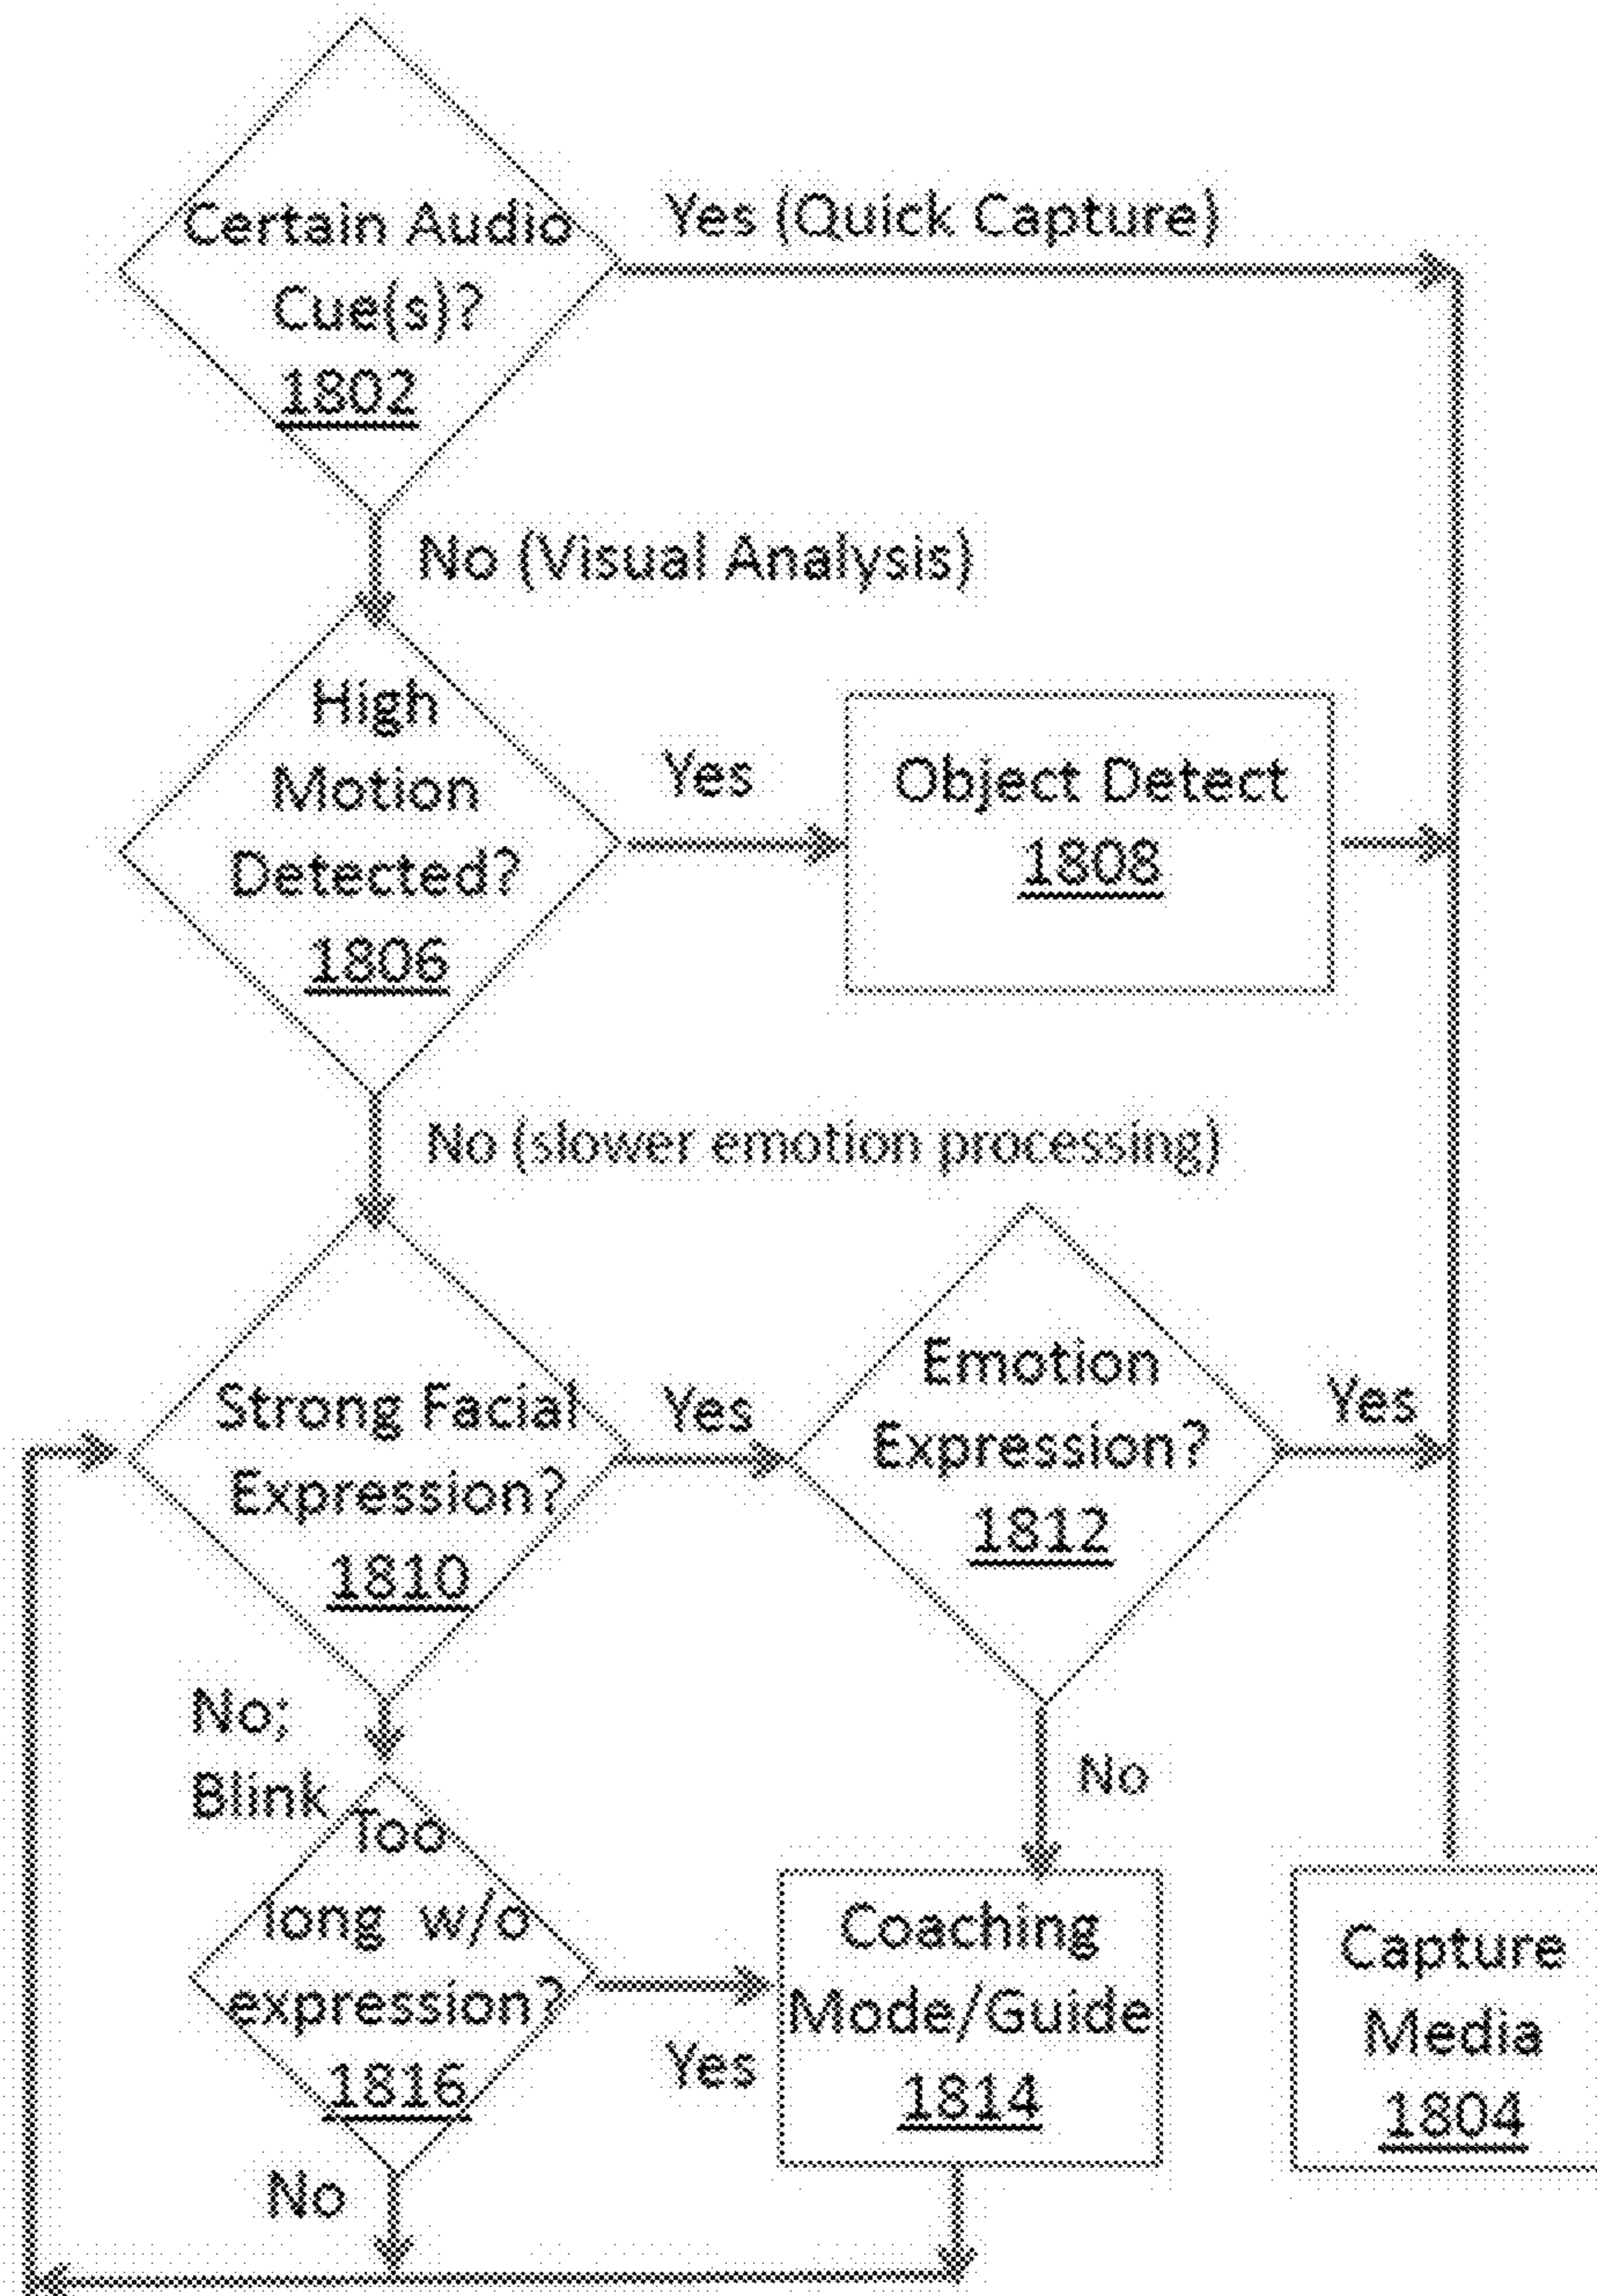 Certain Audio
Cue(s)?
1802
Yes (Quick Capture)
No (Visual Analysis)
High
Motion
Detected?
1806
Yes
Object Detect
1808
No (slower emotion processing)
Strong Facial
Expression?
1810
Yes
Emotion
Expression?
1812
Yes
No;
Blink
Too
long w/o
expression?
1816
Yes
No
No
Coaching
Mode/Guide
1814
Capture
Media
1804